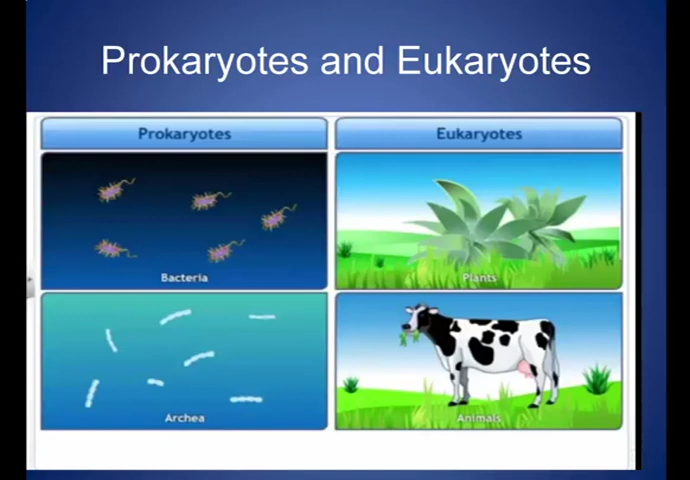 Prokaryotes and Eukaryotes
Prokaryotes
Eukaryotes
Bacteria
Plants
Archea
Animals